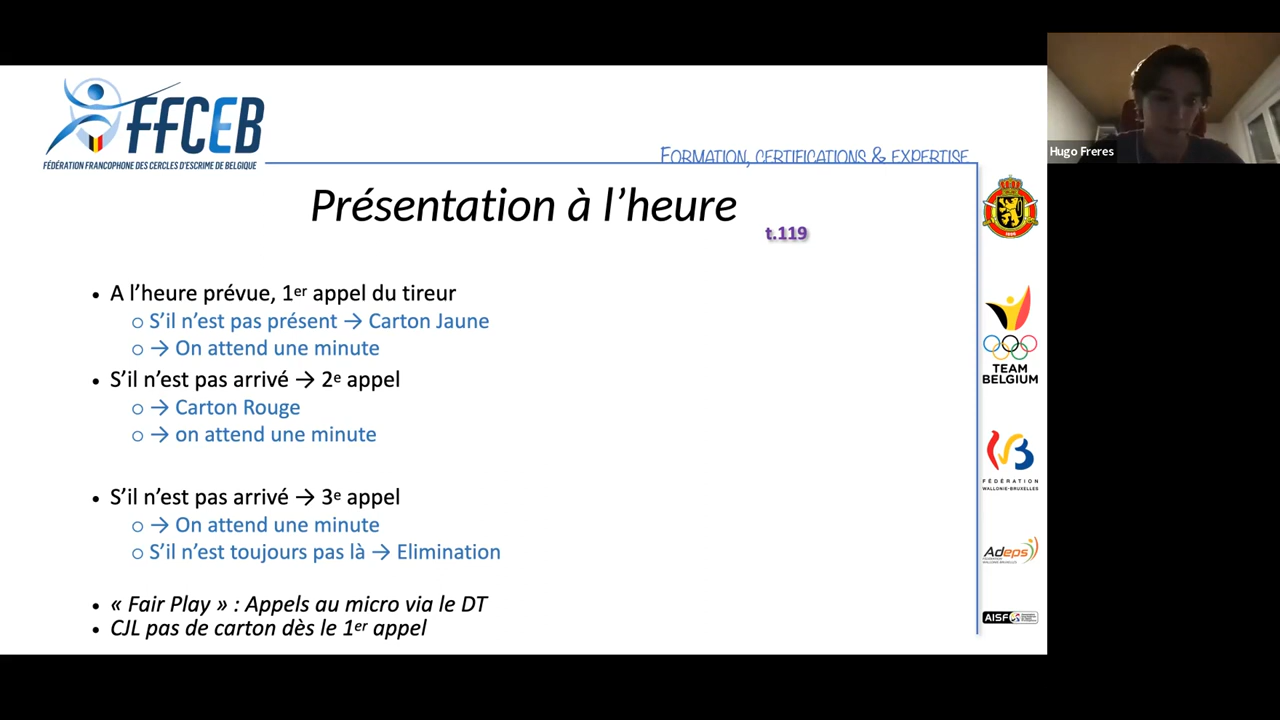 FFCEB
FÉDÉRATION FRANCOPHONE DES CERCLES D'ESCRIME DE BELGIQUE
FORMATION, CERTIFICATIONS & EXPERTISE
Hugo Freres
Présentation à l'heure
t.119
• A l'heure prévue, 1er appel du tireur
o S'il n'est pas présent → Carton Jaune
o → On attend une minute
• S'il n'est pas arrivé → 2e appel
o → Carton Rouge
o → on attend une minute
• S'il n'est pas arrivé → 3e appel
o → On attend une minute
o S'il n'est toujours pas là → Elimination
• « Fair Play » : Appels au micro via le DT
• CJL pas de carton dès le 1er appel
TEAM
BELGIUM
FÉDÉRATION
WALLONIE-BRUXELLES
Adeps
AISF